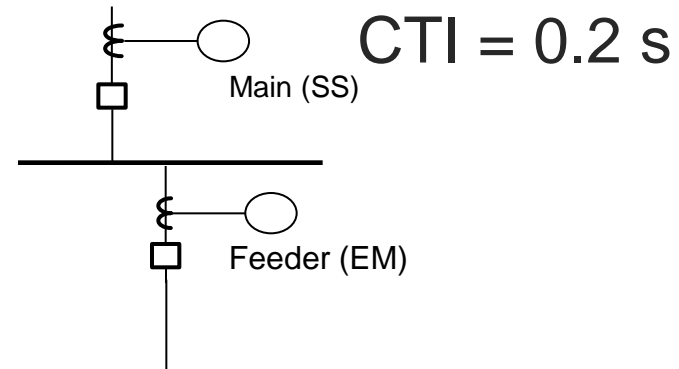 CTI = 0.2 s
Main (SS)
Feeder (EM)